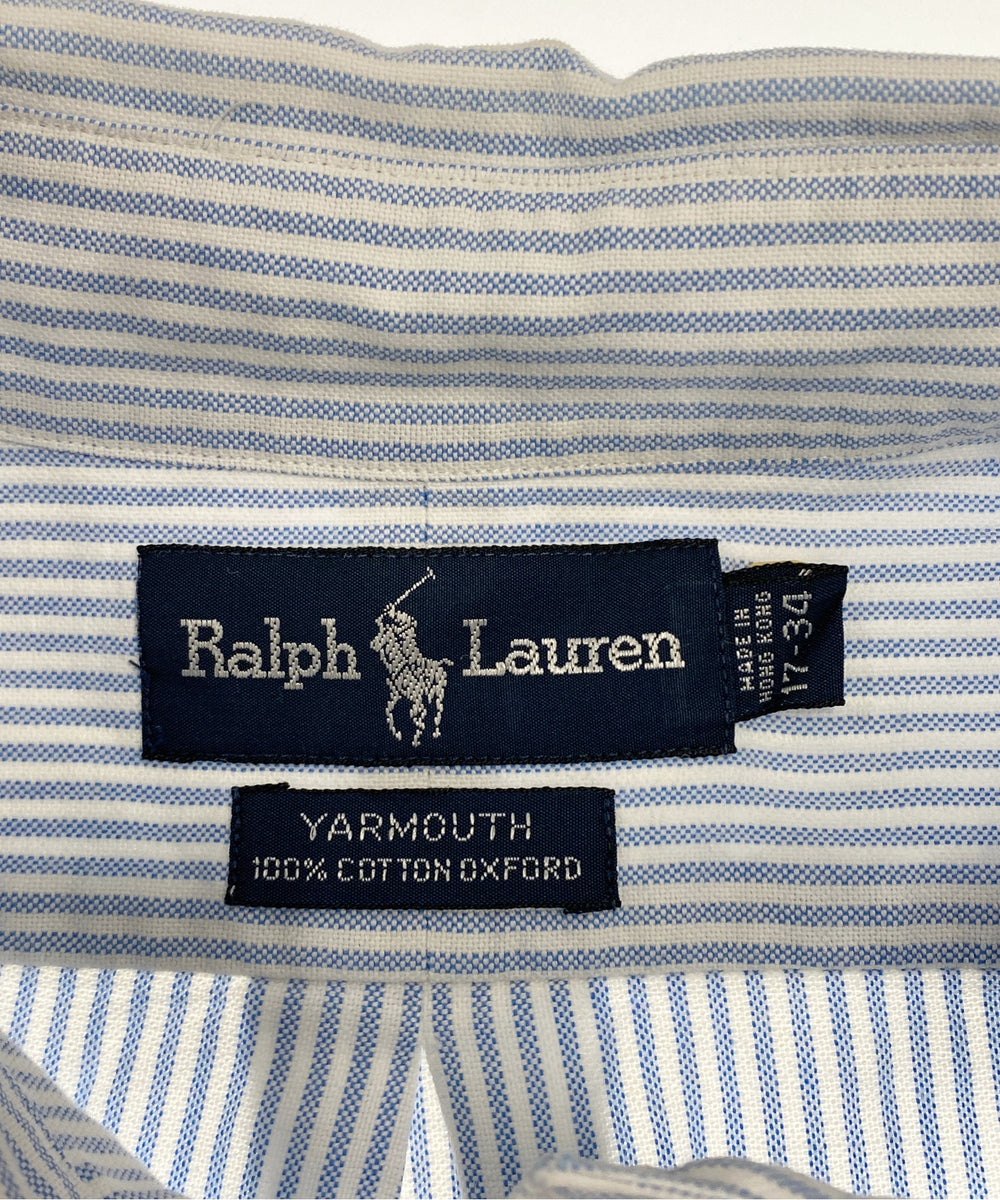 Ralph Lauren
MADE IN
HONG KONG
17-34"
YARMOUTH
100% COTTON OXFORD